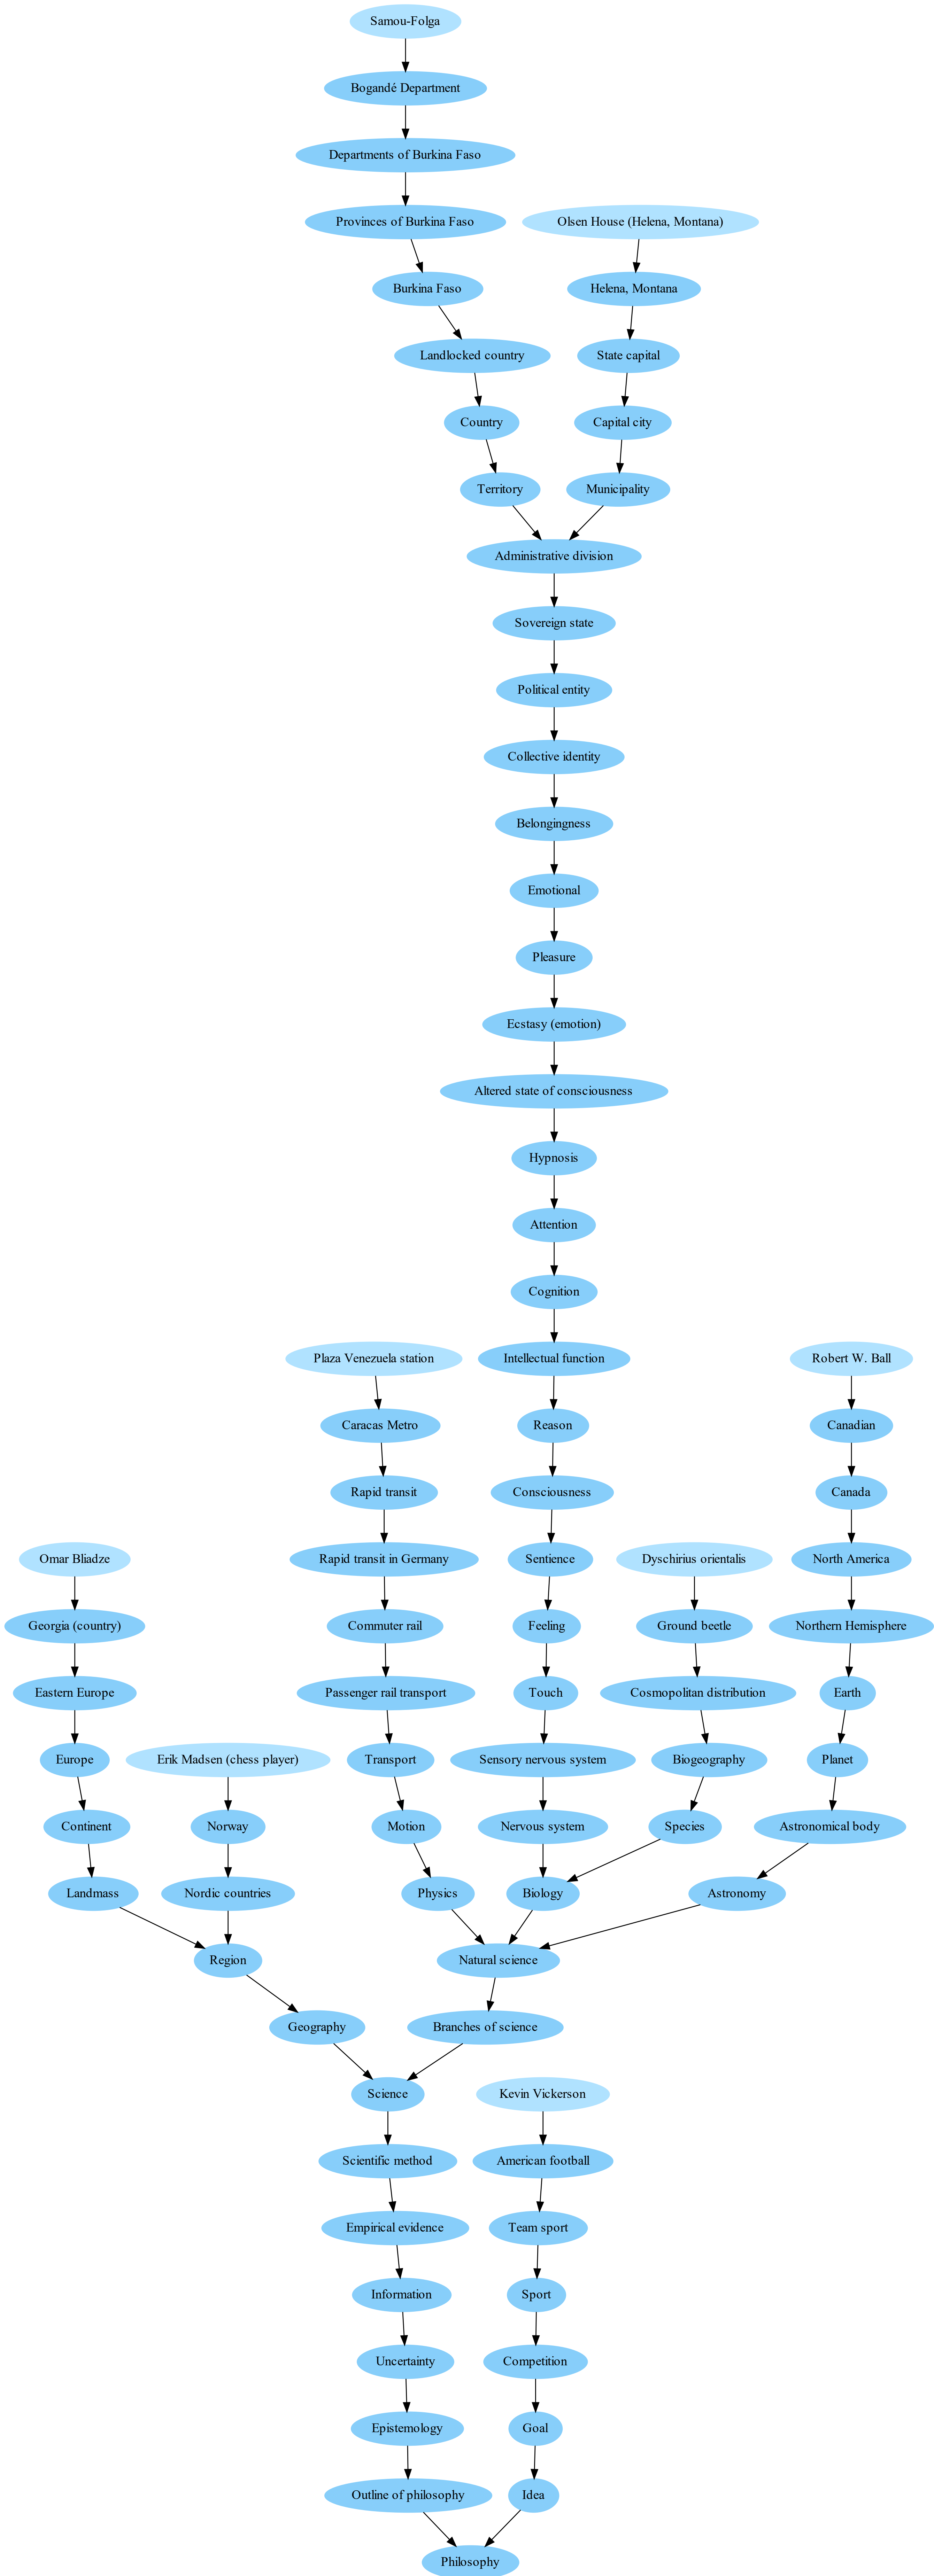 Samou-Folga
Bogandé Department
Departments of Burkina Faso
Provinces of Burkina Faso
Olsen House (Helena, Montana)
Burkina Faso
Helena, Montana
Landlocked country
State capital
Country
Capital city
Territory
Municipality
Administrative division
Sovereign state
Political entity
Collective identity
Belongingness
Emotional
Pleasure
Ecstasy (emotion)
Altered state of consciousness
Hypnosis
Attention
Cognition
Plaza Venezuela station
Intellectual function
Robert W. Ball
Caracas Metro
Reason
Canadian
Rapid transit
Consciousness
Canada
Omar Bliadze
Rapid transit in Germany
Sentience
Dyschirius orientalis
North America
Georgia (country)
Commuter rail
Feeling
Ground beetle
Northern Hemisphere
Eastern Europe
Passenger rail transport
Touch
Cosmopolitan distribution
Earth
Europe
Erik Madsen (chess player)
Transport
Sensory nervous system
Biogeography
Planet
Continent
Norway
Motion
Nervous system
Species
Astronomical body
Landmass
Nordic countries
Physics
Biology
Astronomy
Region
Natural science
Geography
Branches of science
Science
Kevin Vickerson
Scientific method
American football
Empirical evidence
Team sport
Information
Sport
Uncertainty
Competition
Epistemology
Goal
Outline of philosophy
Idea
Philosophy